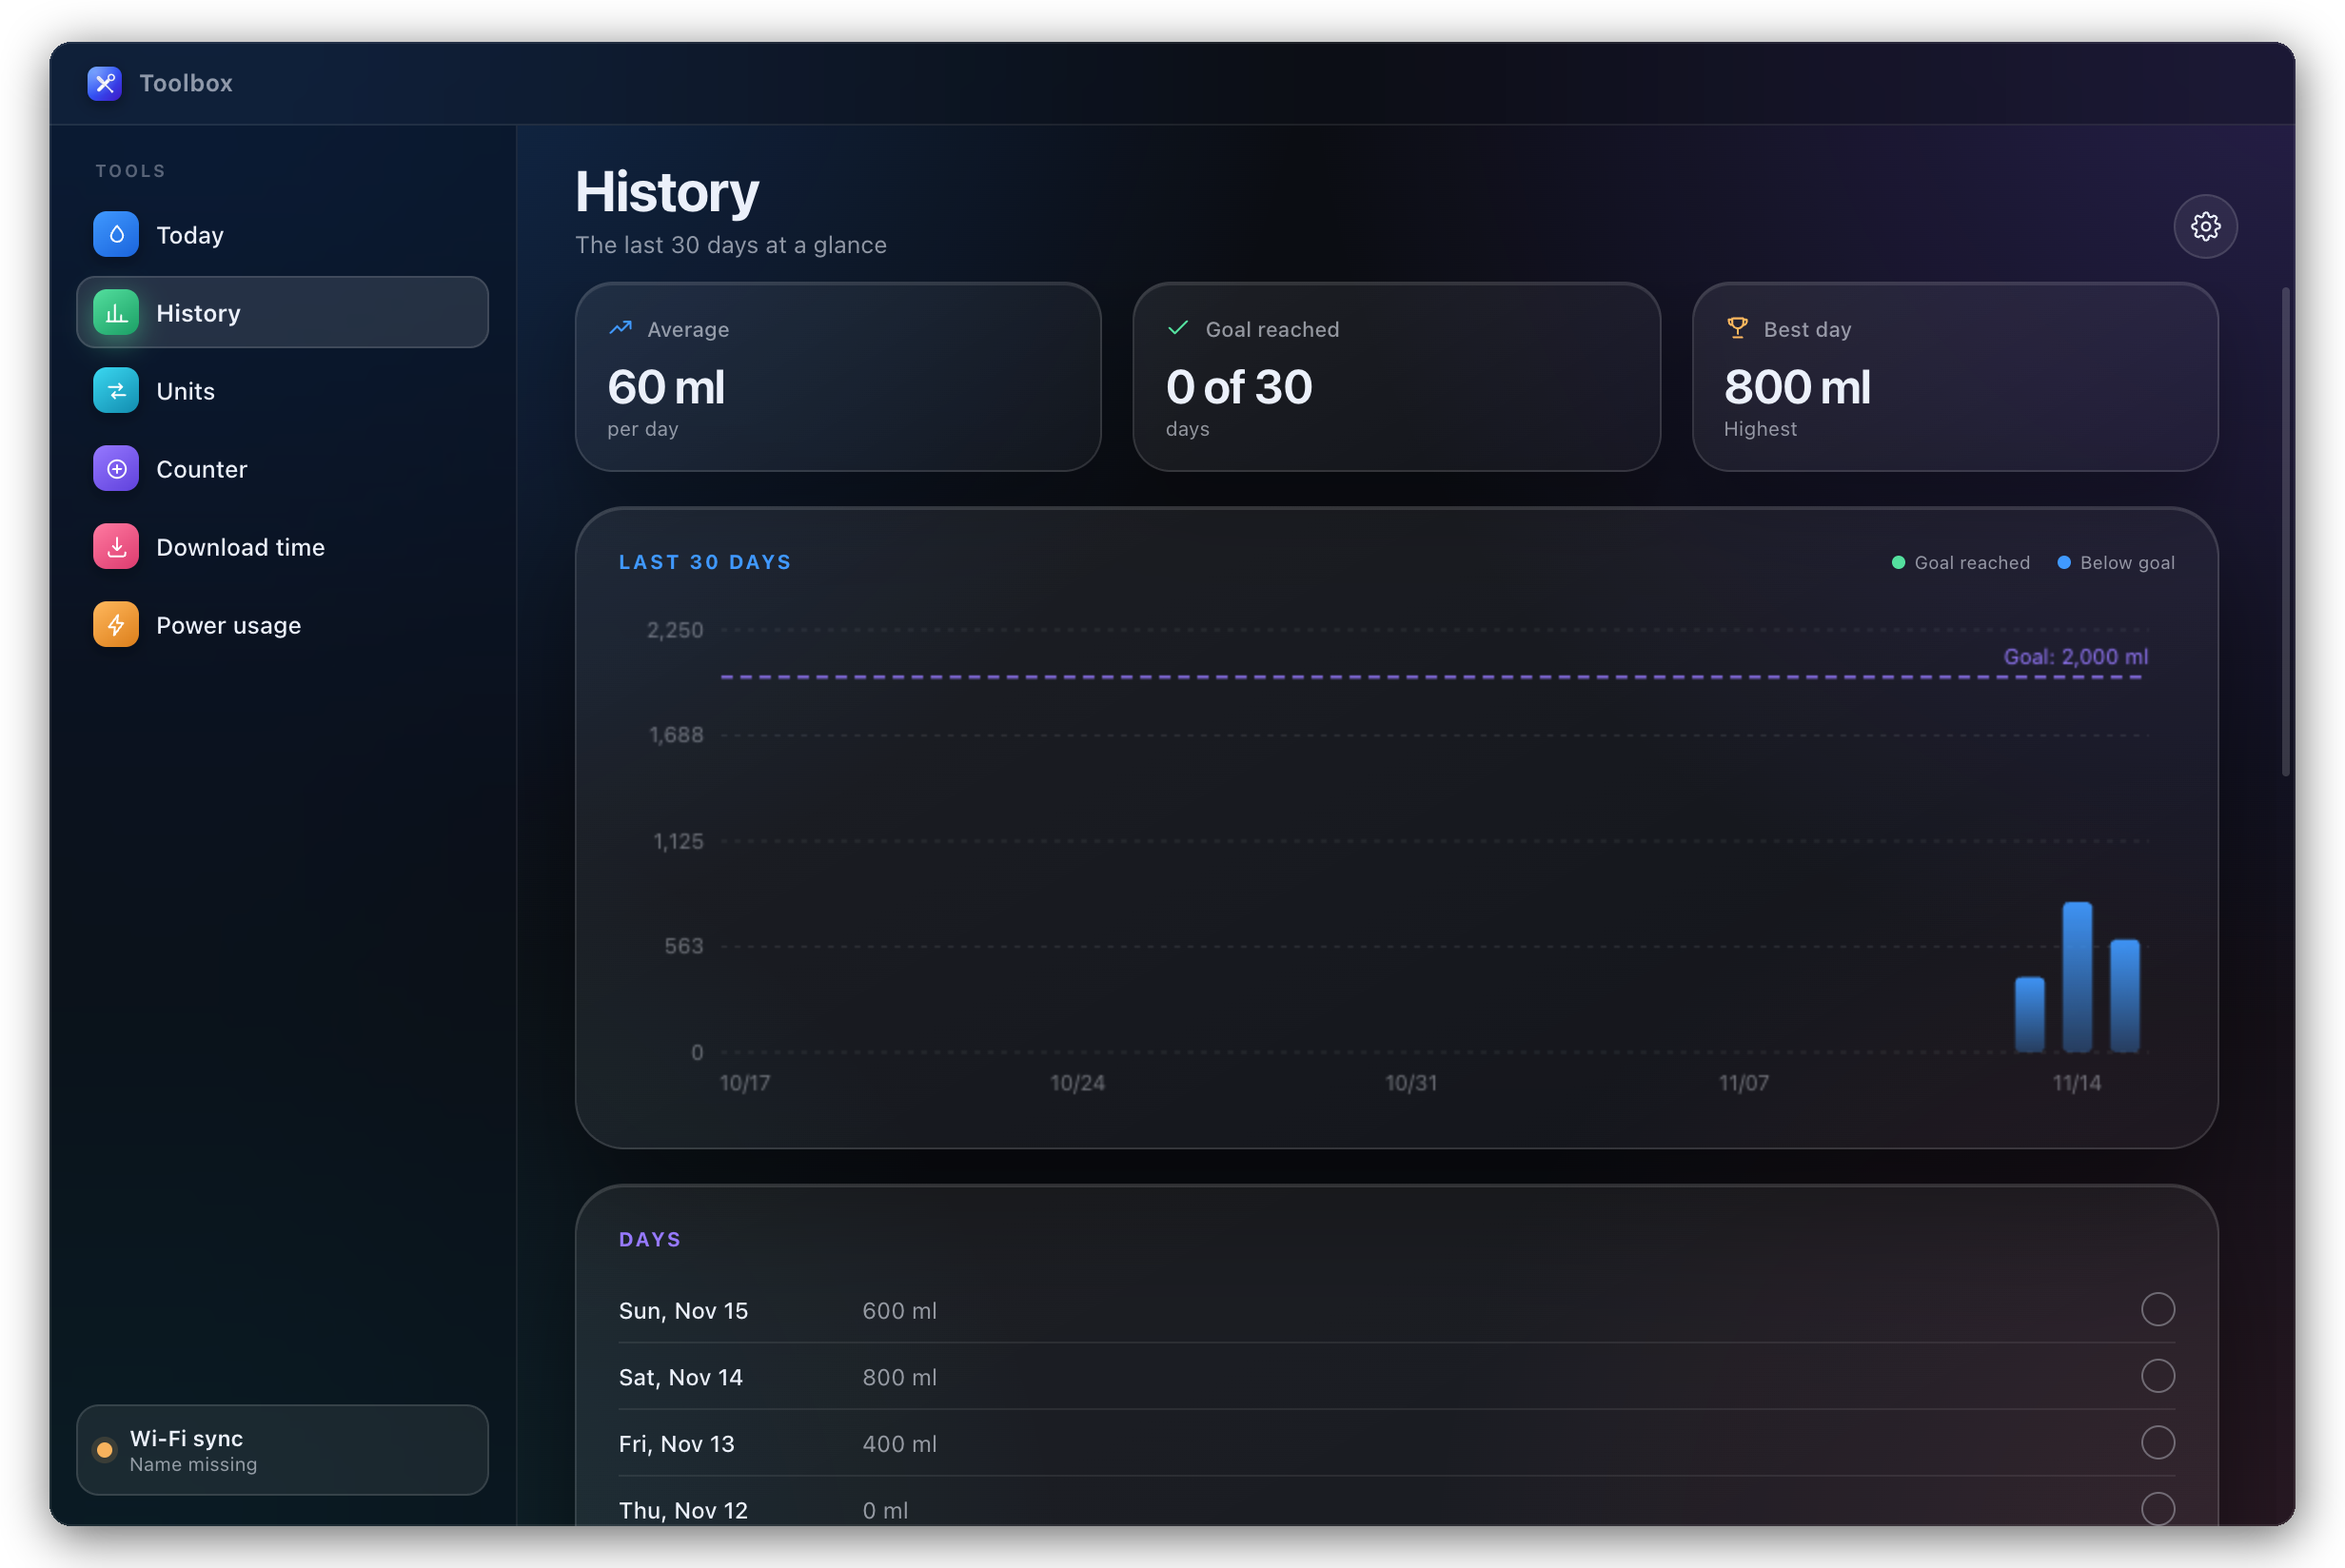 Toolbox
TOOLS
Today
History
Units
Counter
Download time
Power usage
Wi-Fi sync
Name missing
History
The last 30 days at a glance
Average
60 ml
per day
Goal reached
0 of 30
days
Best day
800 ml
Highest
LAST 30 DAYS
Goal reached
Below goal
2,250
Goal: 2,000 ml
1,688
1,125
563
0
10/17
10/24
10/31
11/07
11/14
DAYS
Sun, Nov 15 600 ml
Sat, Nov 14 800 ml
Fri, Nov 13 400 ml
Thu, Nov 12 0 ml